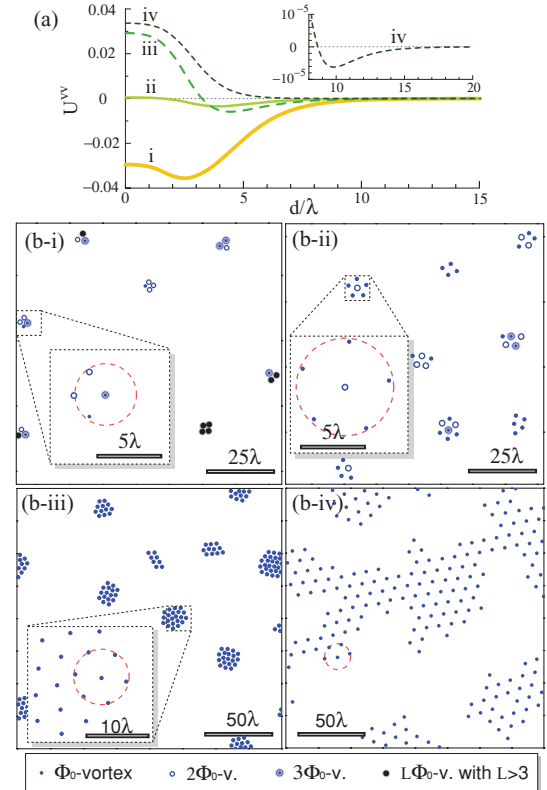 (a)
0.04
0.02
0
−0.02
−0.04
U^vv
iv
iii
ii
i
0
5
10
15
d/λ
10⁻⁵
0
−10⁻⁵
10
15
20
iv
(b-i)
5λ
25λ
(b-ii)
5λ
25λ
(b-iii)
10λ
50λ
(b-iv)
50λ
Φ₀-vortex 2Φ₀-v. 3Φ₀-v. LΦ₀-v. with L>3